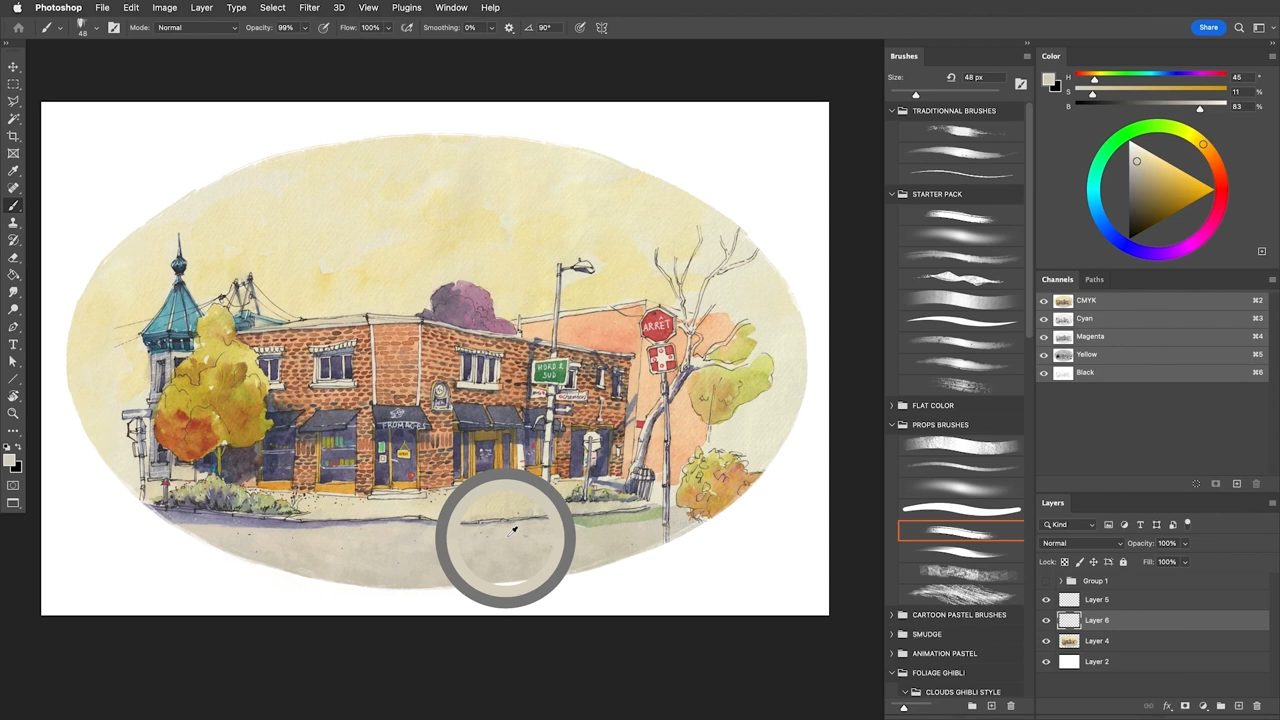 Photoshop File Edit Image Layer Type Select Filter 3D View Plugins Window Help
48 Mode: Normal Opacity: 99% Flow: 100% Smoothing: 0% 90° Share
Brushes
Size: 48 px
TRADITIONNAL BRUSHES
STARTER PACK
FLAT COLOR
PROPS BRUSHES
CARTOON PASTEL BRUSHES
SMUDGE
ANIMATION PASTEL
FOLIAGE GHIBLI
CLOUDS GHIBLI STYLE
Color
H 45 °
S 11 %
B 83 %
Channels Paths
CMYK ⌘2
Cyan ⌘3
Magenta ⌘4
Yellow ⌘5
Black ⌘6
Layers
Kind
Normal Opacity: 100%
Lock: Fill: 100%
Group 1
Layer 5
Layer 6
Layer 4
Layer 2
ARRET
NORD &
SUD
FROMAGES